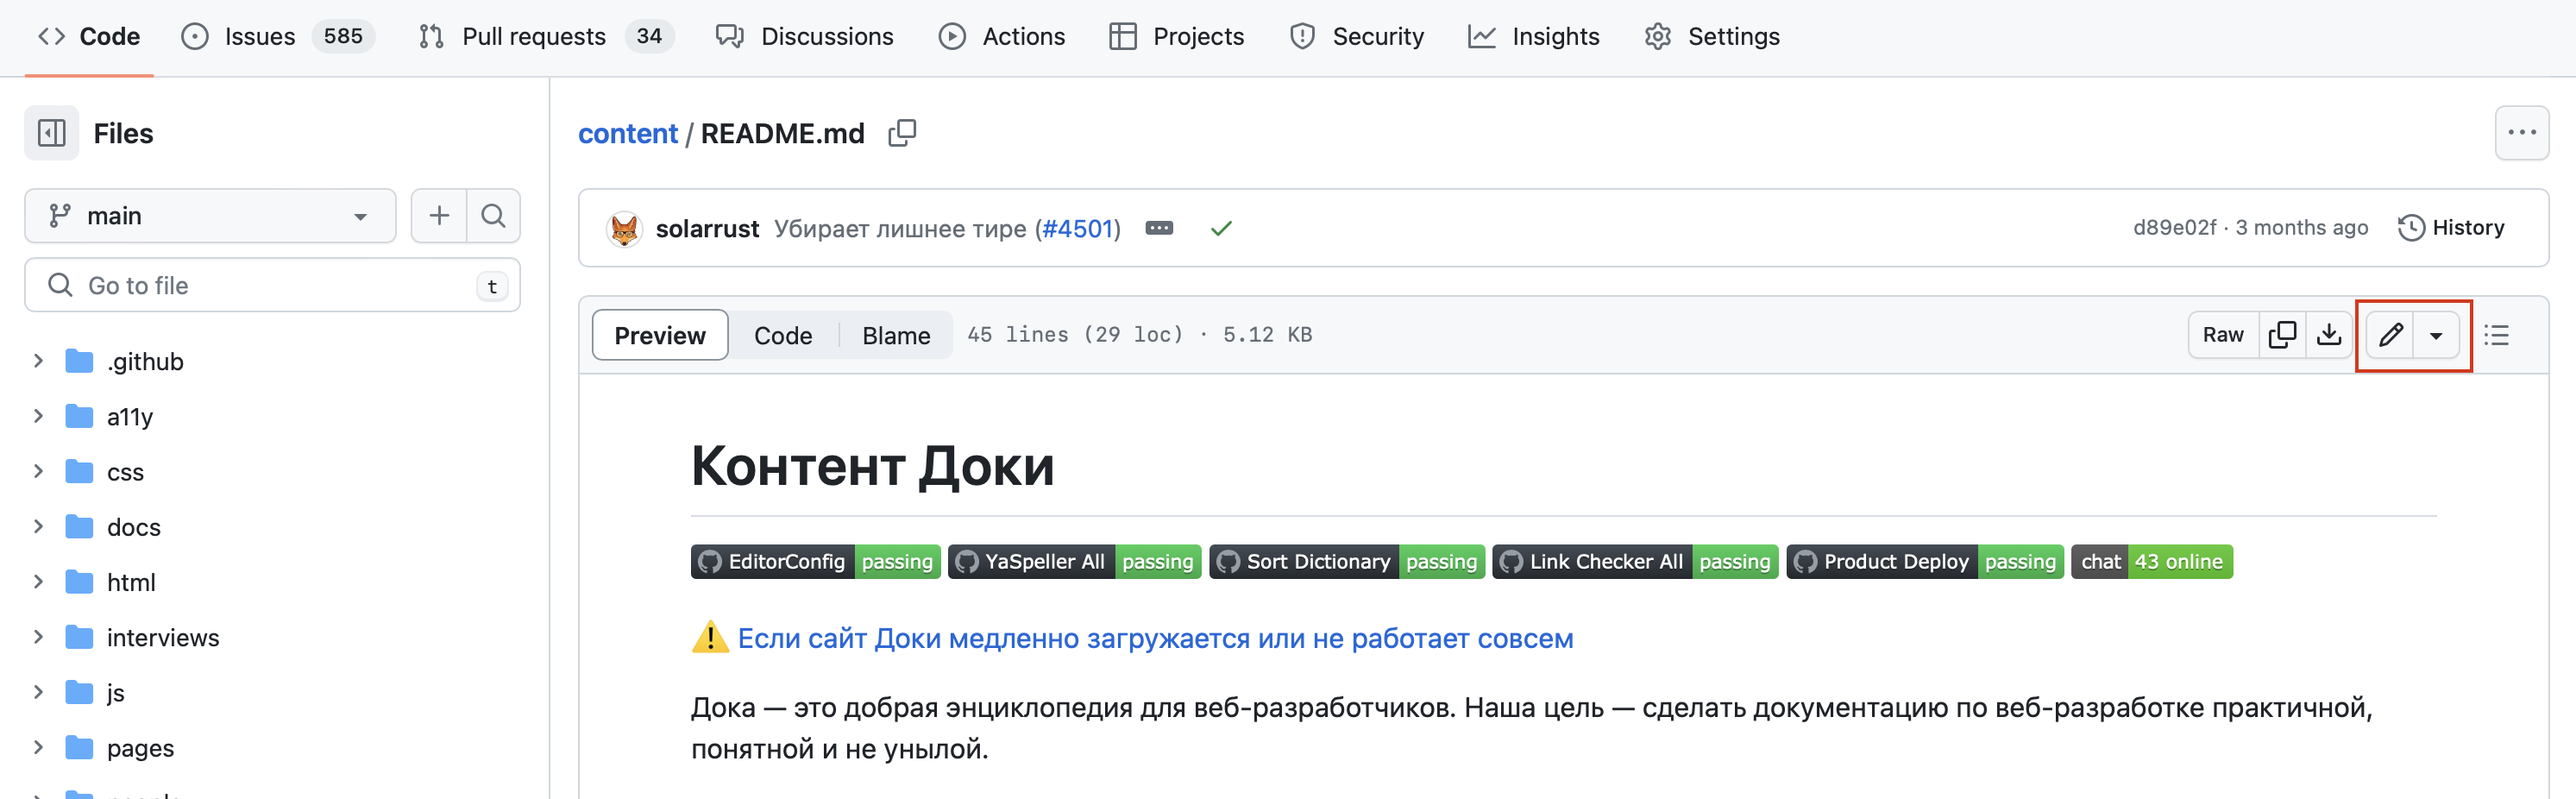 Code Issues 585 Pull requests 34 Discussions Actions Projects Security Insights Settings
Files
main
Go to file t
.github
a11y
css
docs
html
interviews
js
pages
content / README.md
solarrust Убирает лишнее тире (#4501)
d89e02f · 3 months ago History
Preview Code Blame 45 lines (29 loc) · 5.12 KB
Raw
Контент Доки
EditorConfig passing YaSpeller All passing Sort Dictionary passing Link Checker All passing Product Deploy passing chat 43 online
Если сайт Доки медленно загружается или не работает совсем
Дока — это добрая энциклопедия для веб-разработчиков. Наша цель — сделать документацию по веб-разработке практичной,
понятной и не унылой.